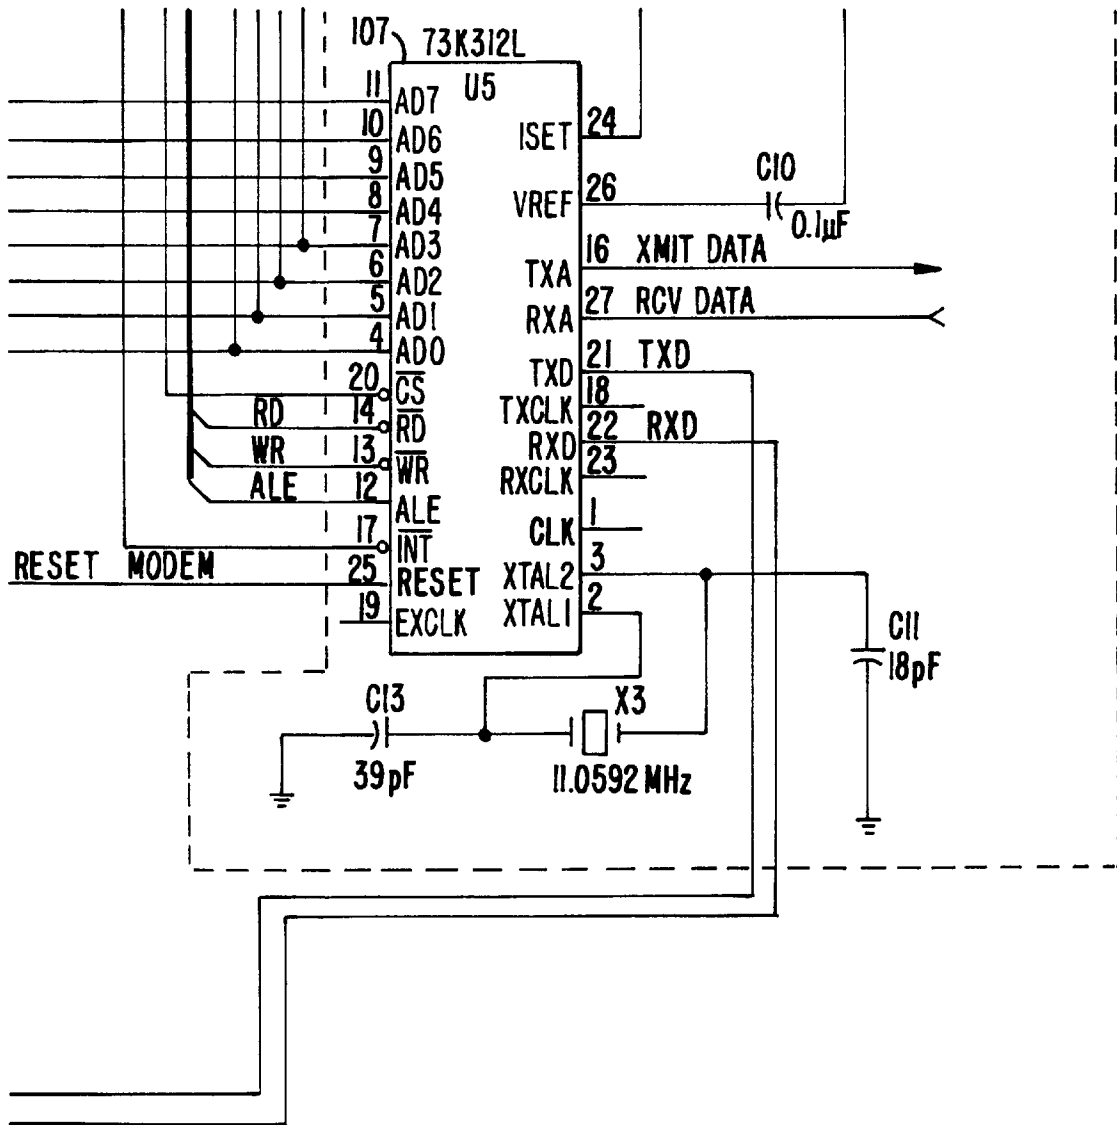 107 73K312L
U5
11 AD7
10 AD6
9 AD5
8 AD4
7 AD3
6 AD2
5 AD1
4 AD0
20 CS
RD 14 RD
WR 13 WR
ALE 12 ALE
17 INT
RESET MODEM 25 RESET
19 EXCLK
ISET 24
VREF 26
C10
0.1µF
TXA 16 XMIT DATA
RXA 27 RCV DATA
TXD 21 TXD
TXCLK 18
RXD 22 RXD
RXCLK 23
CLK 1
XTAL2 3
XTAL1 2
C11
18pF
C13
39pF
X3
11.0592 MHz